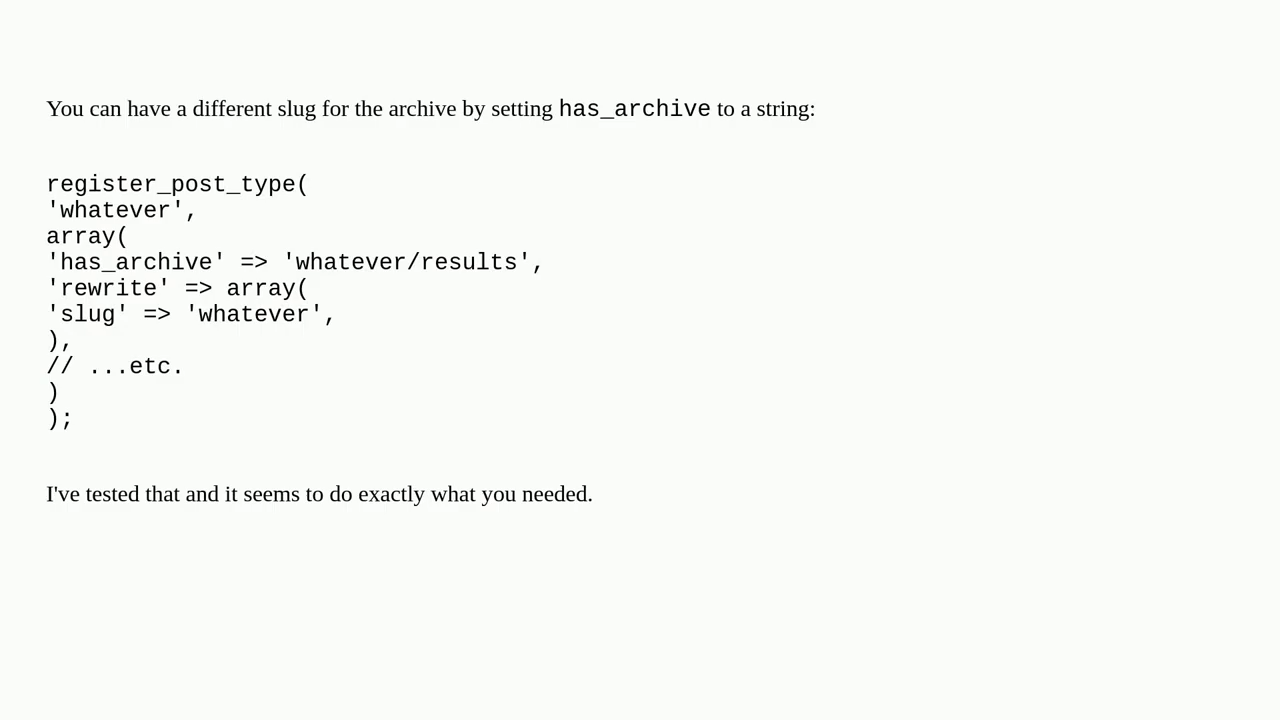 You can have a different slug for the archive by setting has_archive to a string:
register_post_type(
'whatever',
array(
'has_archive' => 'whatever/results',
'rewrite' => array(
'slug' => 'whatever',
),
// ...etc.
)
);
I've tested that and it seems to do exactly what you needed.